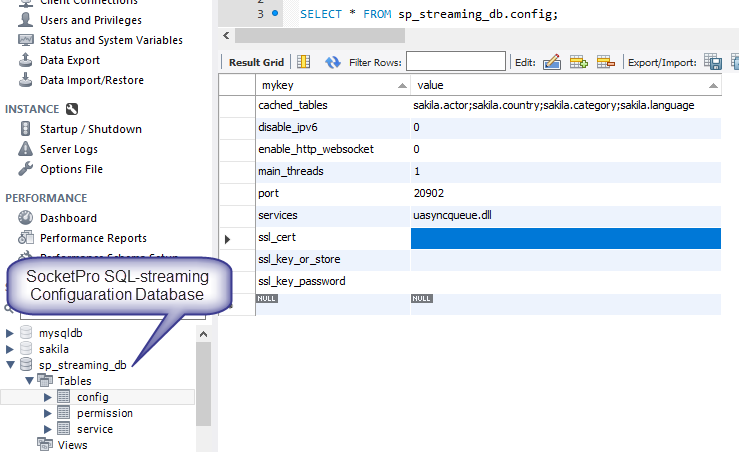 Client Connections
Users and Privileges
Status and System Variables
Data Export
Data Import/Restore
INSTANCE
Startup / Shutdown
Server Logs
Options File
PERFORMANCE
Dashboard
Performance Reports
Performance Schema Setup
SocketPro SQL-streaming
Configuaration Database
mysqldb
sakila
sp_streaming_db
Tables
config
permission
service
Views
2
3 SELECT * FROM sp_streaming_db.config;
Result Grid Filter Rows: Edit: Export/Import:
mykey value
cached_tables sakila.actor;sakila.country;sakila.category;sakila.language
disable_ipv6 0
enable_http_websocket 0
main_threads 1
port 20902
services uasyncqueue.dll
ssl_cert
ssl_key_or_store
ssl_key_password
NULL NULL